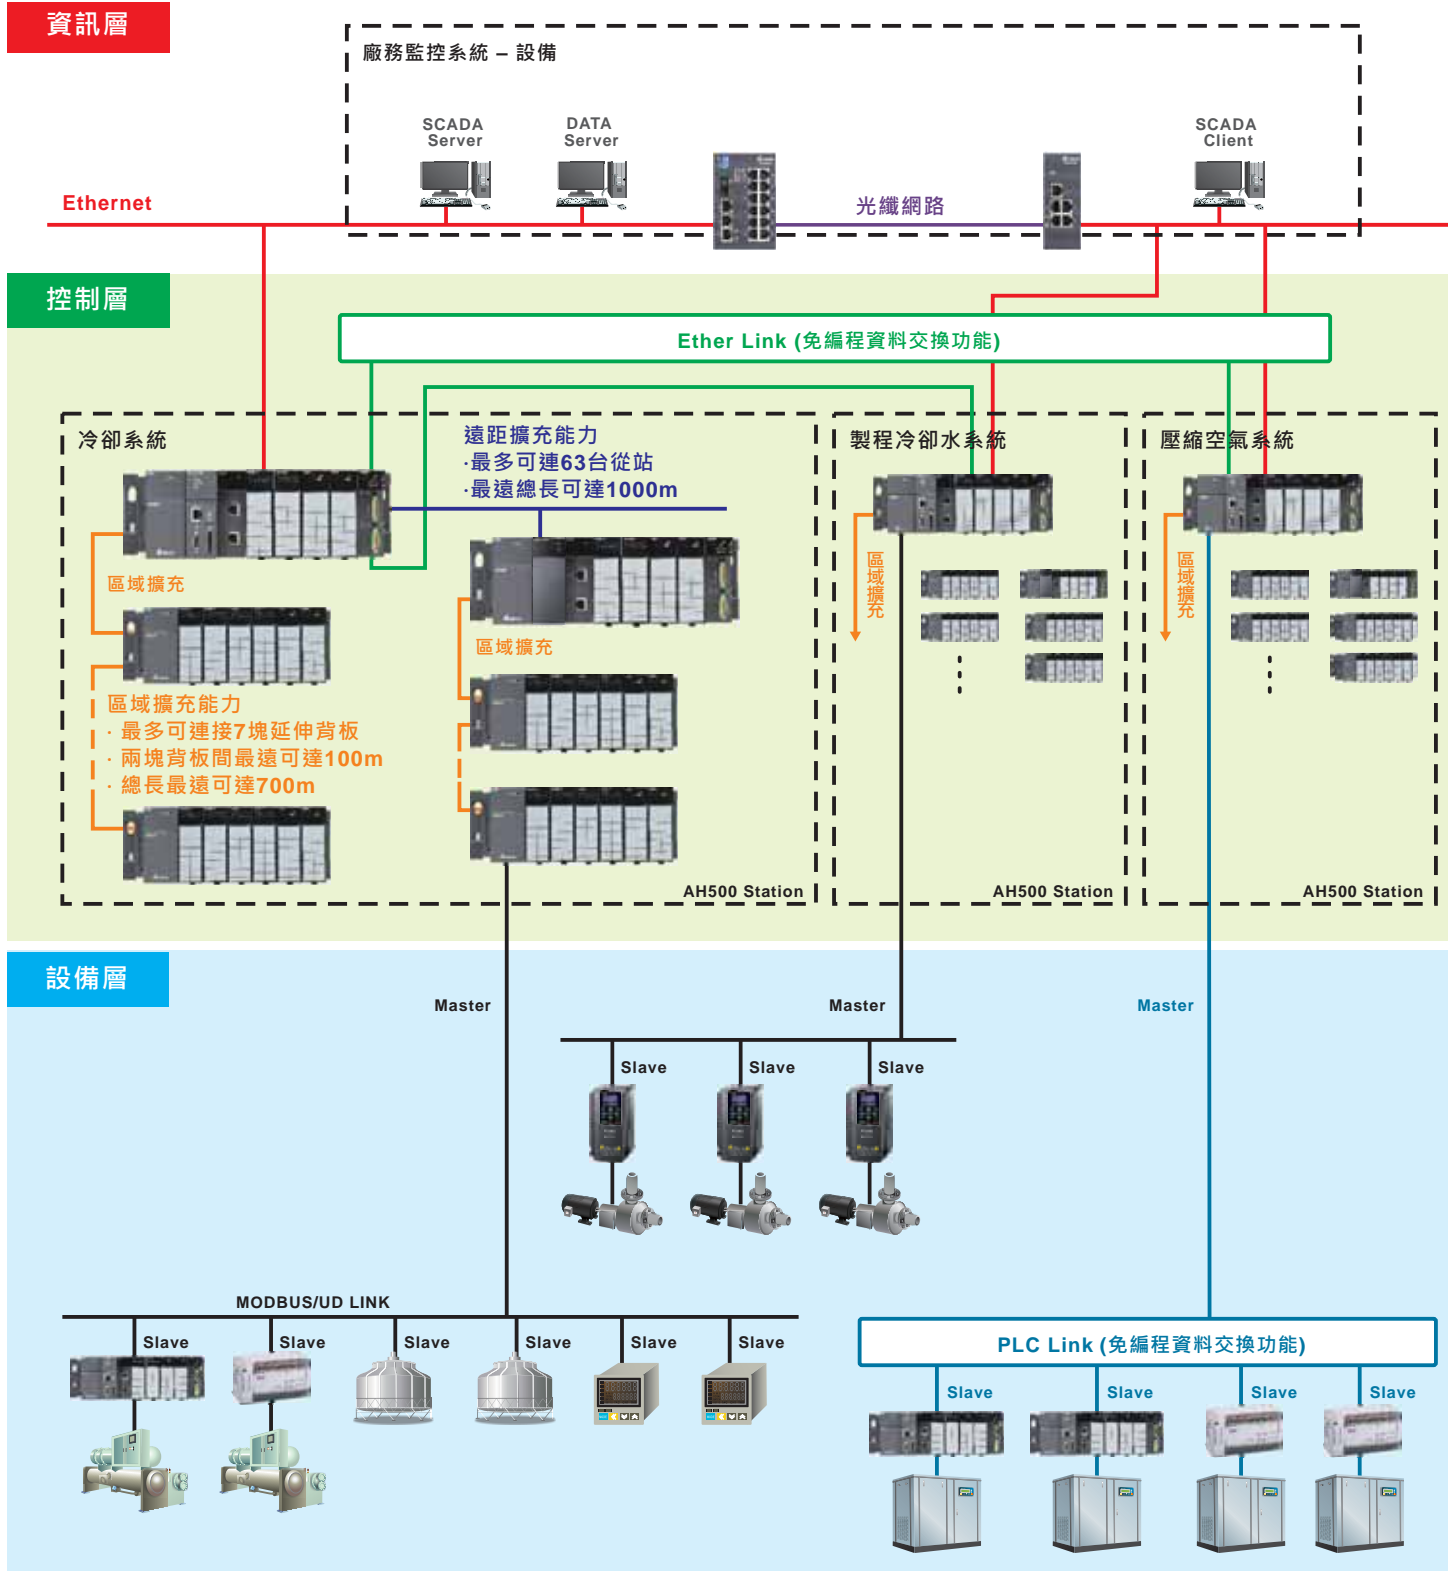 資訊層
廠務監控系統 – 設備
SCADA
Server
DATA
Server
SCADA
Client
Ethernet
光纖網路
控制層
Ether Link (免編程資料交換功能)
冷卻系統
遠距擴充能力
·最多可連63台從站
·最遠總長可達1000m
製程冷卻水系統
壓縮空氣系統
區域擴充
區域擴充
區域擴充
區域擴充
區域擴充能力
· 最多可連接7塊延伸背板
· 兩塊背板間最遠可達100m
· 總長最遠可達700m
AH500 Station
AH500 Station
AH500 Station
設備層
Master
Master
Master
Slave
Slave
Slave
MODBUS/UD LINK
Slave
Slave
Slave
Slave
Slave
Slave
PLC Link (免編程資料交換功能)
Slave
Slave
Slave
Slave